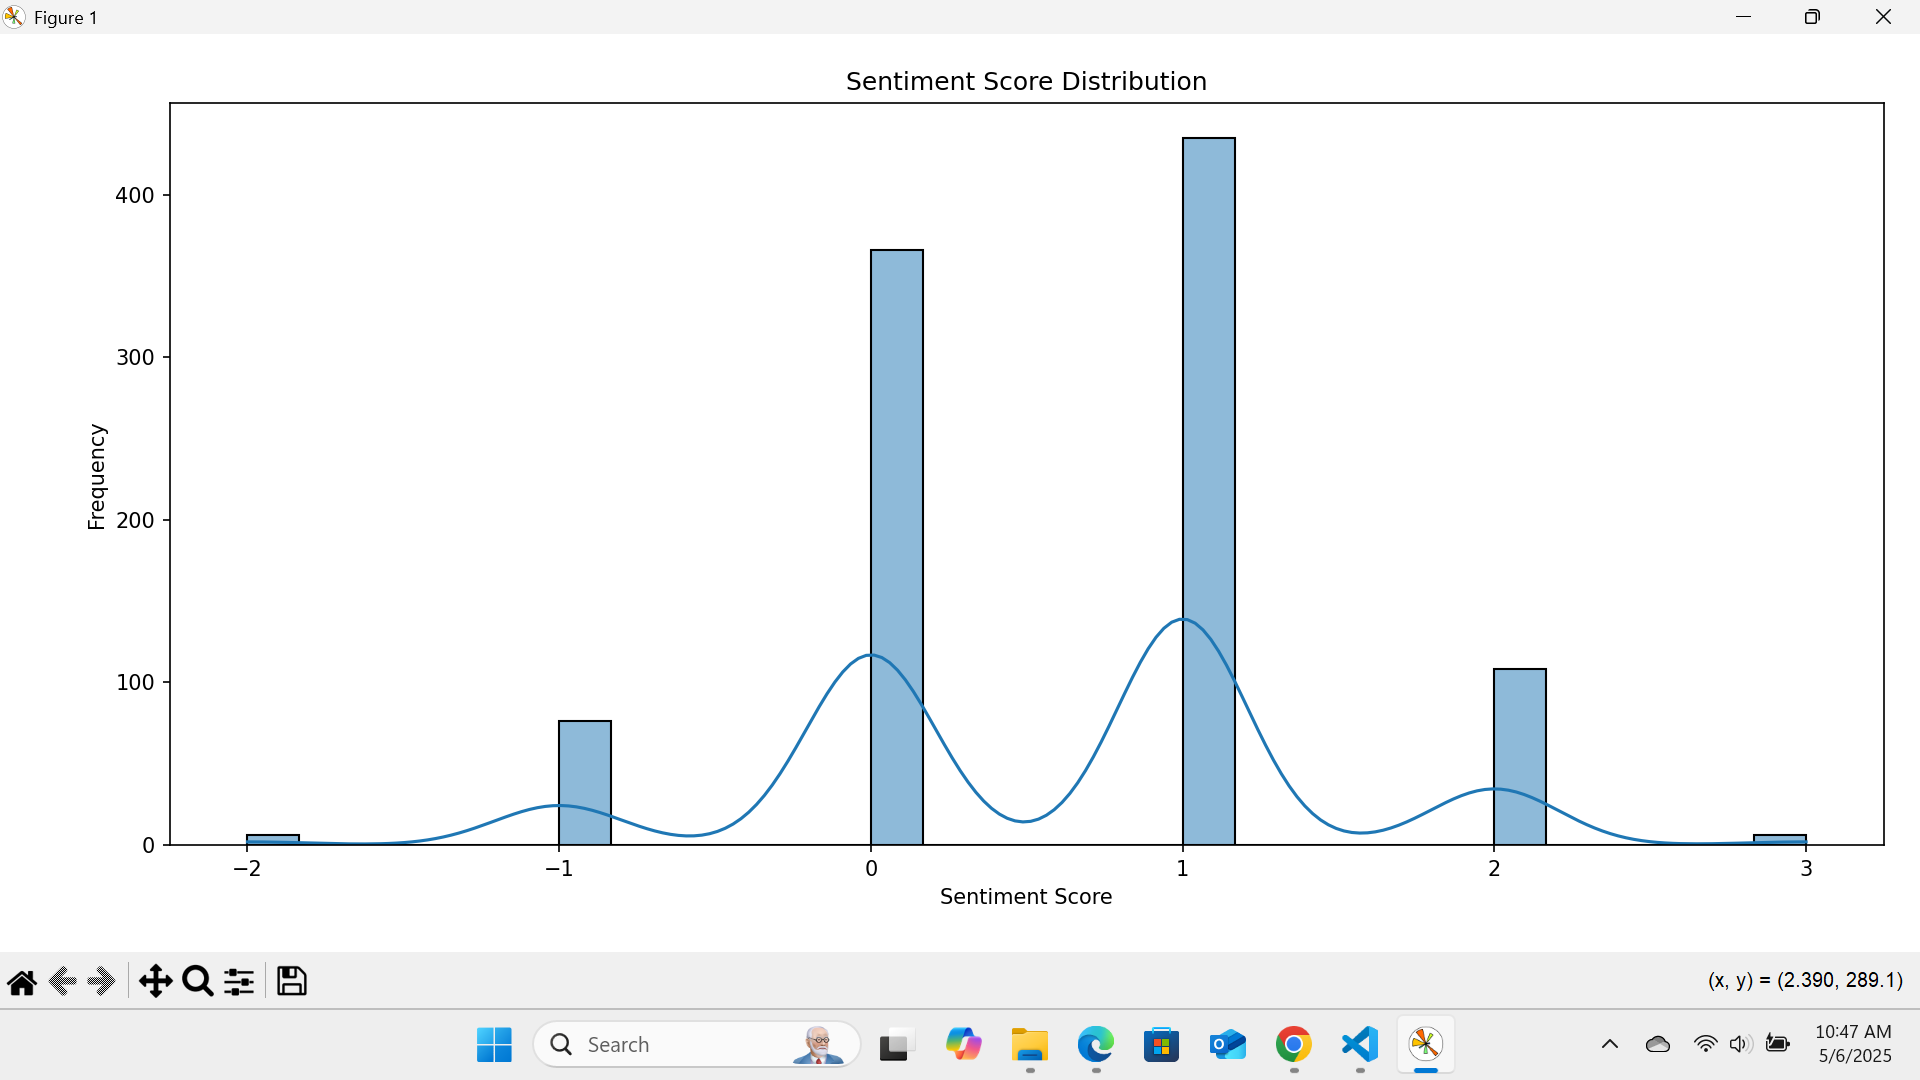 Figure 1
Sentiment Score Distribution
400
300
200
100
0
Frequency
−2 −1 0 1 2 3
Sentiment Score
(x, y) = (2.390, 289.1)
Search
10:47 AM
5/6/2025